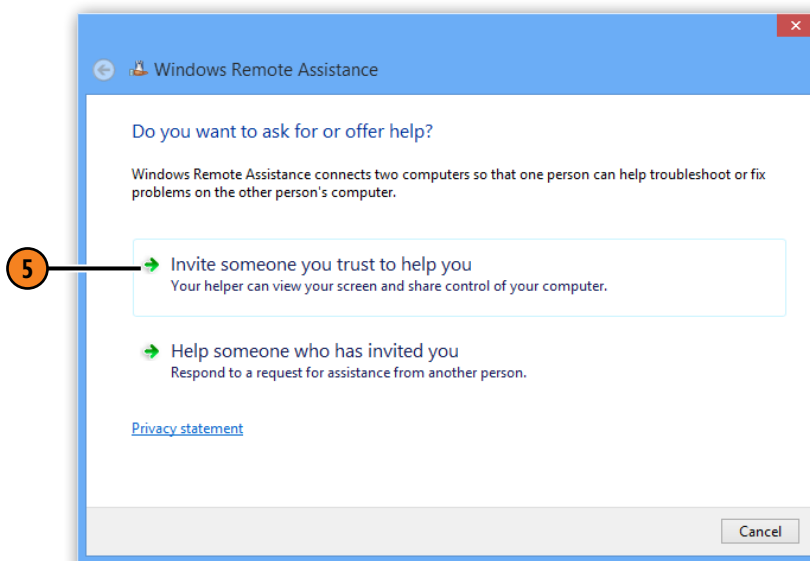 Windows Remote Assistance
Do you want to ask for or offer help?
Windows Remote Assistance connects two computers so that one person can help troubleshoot or fix
problems on the other person's computer.
5
Invite someone you trust to help you
Your helper can view your screen and share control of your computer.
Help someone who has invited you
Respond to a request for assistance from another person.
Privacy statement
Cancel